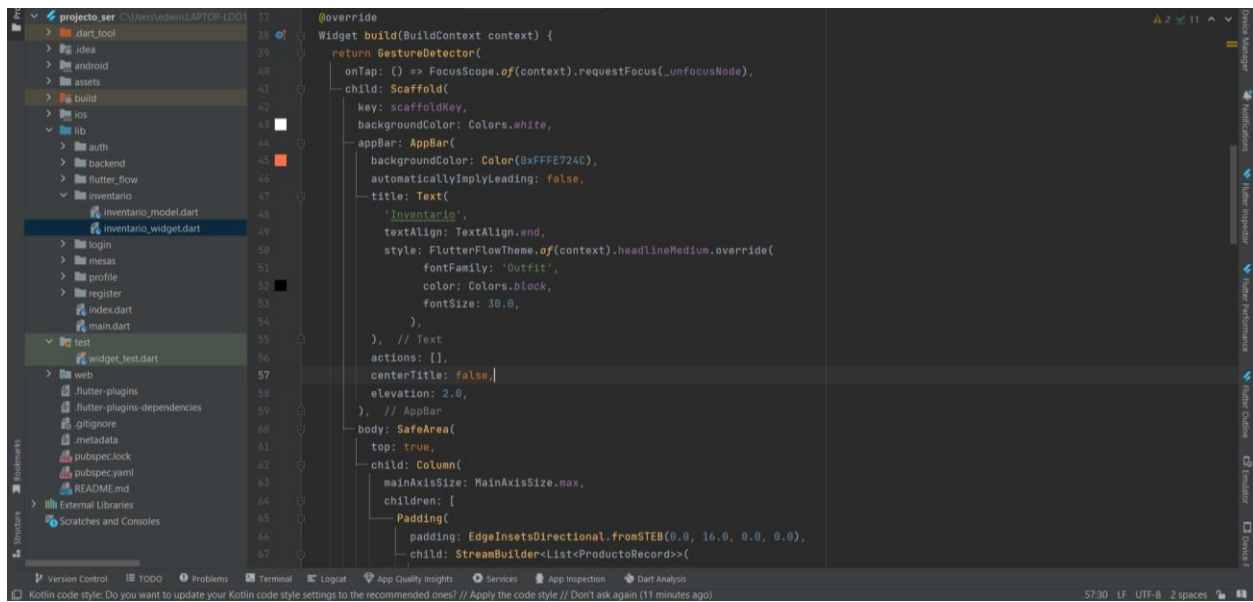 projecto_ser C:\Users\edwin.LAPTOP-LDO1
.dart_tool
.idea
android
assets
build
ios
lib
auth
backend
flutter_flow
inventario
inventario_model.dart
inventario_widget.dart
login
mesas
profile
register
index.dart
main.dart
test
widget_test.dart
web
.flutter-plugins
.flutter-plugins-dependencies
.gitignore
.metadata
pubspec.lock
pubspec.yaml
README.md
External Libraries
Scratches and Consoles
Bookmarks
Structure
37 @override
38 Widget build(BuildContext context) {
39 return GestureDetector(
40 onTap: () => FocusScope.of(context).requestFocus(_unfocusNode),
41 child: Scaffold(
42 key: scaffoldKey,
43 backgroundColor: Colors.white,
44 appBar: AppBar(
45 backgroundColor: Color(0xFFFE724C),
46 automaticallyImplyLeading: false,
47 title: Text(
48 'Inventario',
49 textAlign: TextAlign.end,
50 style: FlutterFlowTheme.of(context).headlineMedium.override(
51 fontFamily: 'Outfit',
52 color: Colors.black,
53 fontSize: 30.0,
54 ),
55 ), // Text
56 actions: [],
57 centerTitle: false,
58 elevation: 2.0,
59 ), // AppBar
60 body: SafeArea(
61 top: true,
62 child: Column(
63 mainAxisSize: MainAxisSize.max,
64 children: [
65 Padding(
66 padding: EdgeInsetsDirectional.fromSTEB(0.0, 16.0, 0.0, 0.0),
67 child: StreamBuilder<List<ProductoRecord>>(
2 11
Device Manager
Notifications
Flutter Inspector
Flutter Performance
Flutter Outline
Emulator
Version Control TODO Problems Terminal Logcat App Quality Insights Services App Inspection Dart Analysis
Kotlin code style: Do you want to update your Kotlin code style settings to the recommended ones? // Apply the code style // Don't ask again (11 minutes ago) 57:30 LF UTF-8 2 spaces